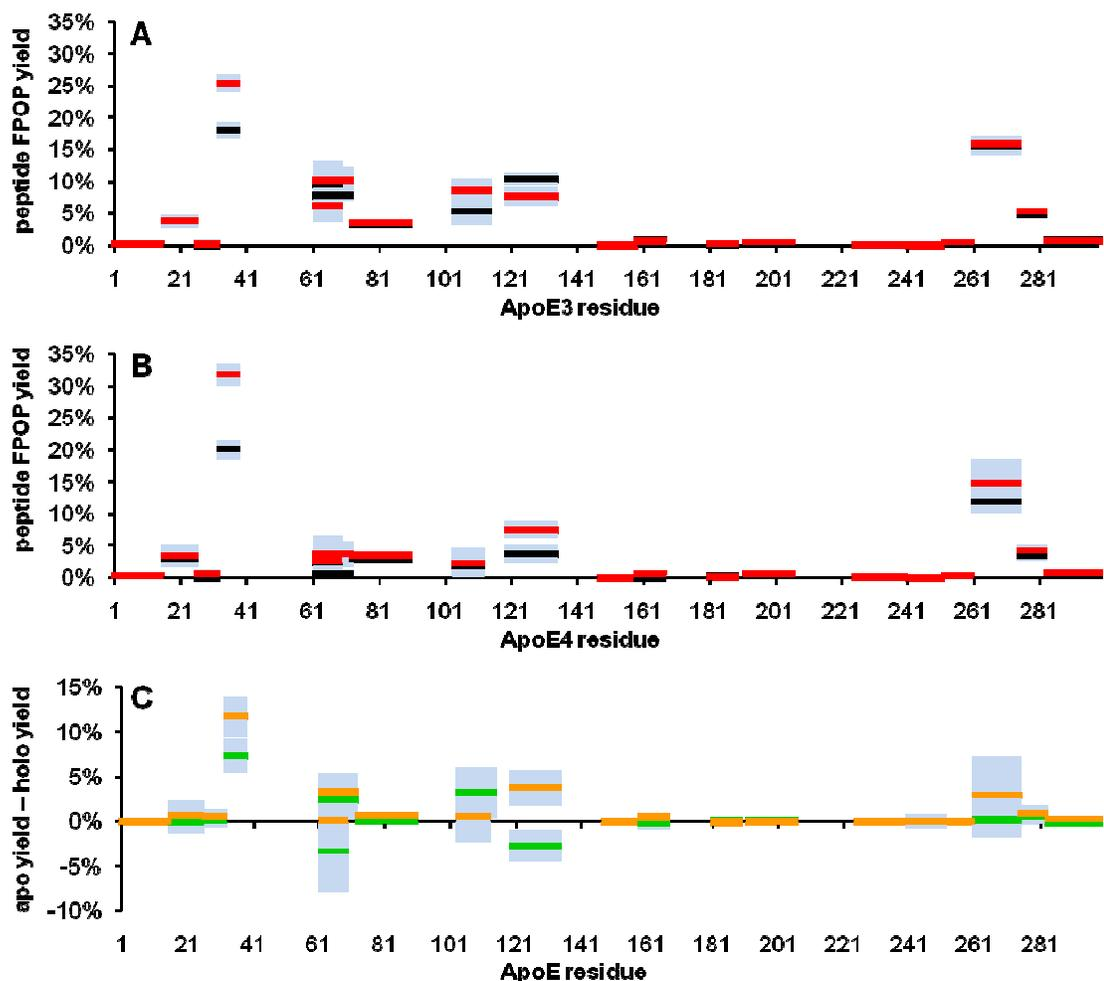 A
peptide FPOP yield
35%
30%
25%
20%
15%
10%
5%
0%
1 21 41 61 81 101 121 141 161 181 201 221 241 261 281
ApoE3 residue
B
peptide FPOP yield
35%
30%
25%
20%
15%
10%
5%
0%
1 21 41 61 81 101 121 141 161 181 201 221 241 261 281
ApoE4 residue
C
apo yield – holo yield
15%
10%
5%
0%
-5%
-10%
1 21 41 61 81 101 121 141 161 181 201 221 241 261 281
ApoE residue